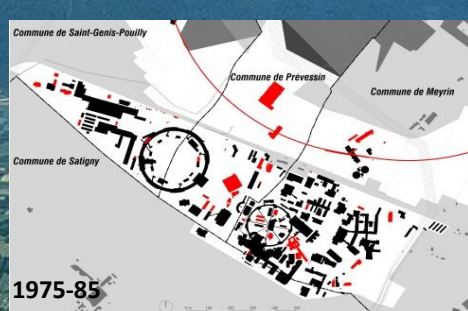 Commune de Saint-Genis-Pouilly
Commune de Prévessin
Commune de Meyrin
Commune de Satigny
1975-85